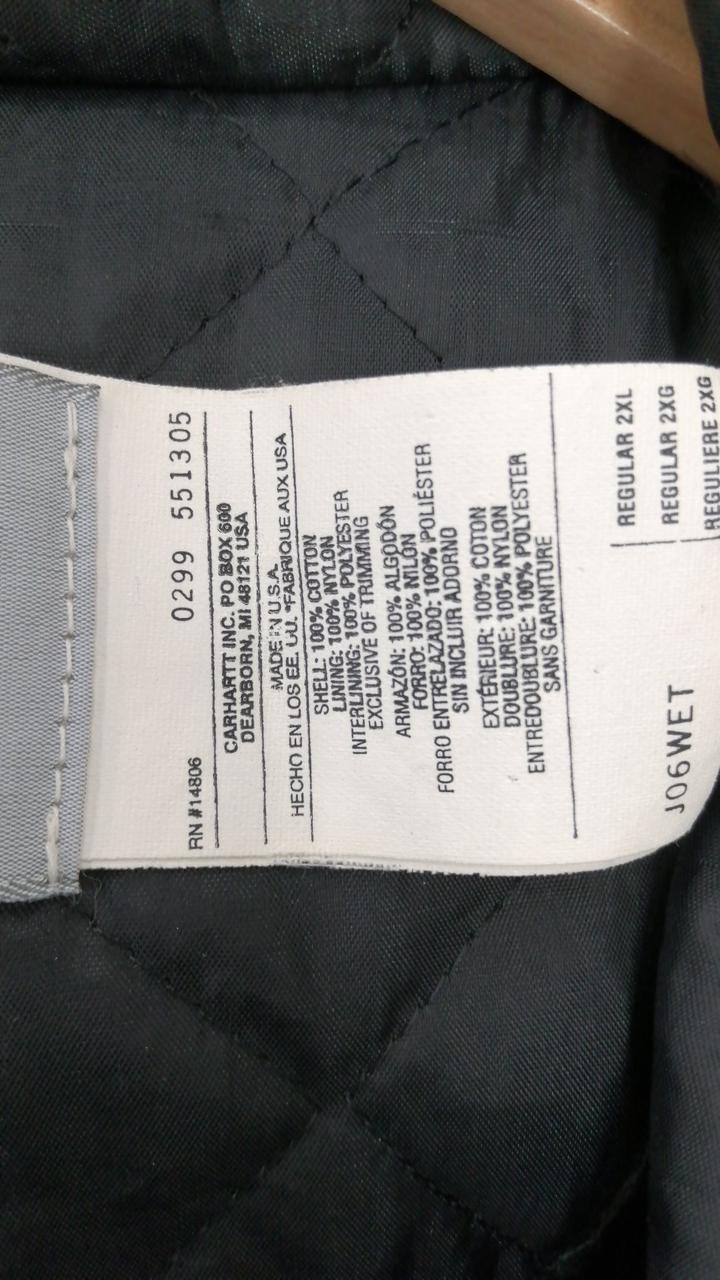 REGULAR 2XL
REGULAR 2XG
REGULIERE 2XG
J06WET
RN #14806 0299 551305
CARHARTT INC. PO BOX 600
DEARBORN, MI 48121 USA
MADE IN U.S.A.
HECHO EN LOS EE. UU. *FABRIQUE AUX USA
SHELL: 100% COTTON
LINING: 100% NYLON
INTERLINING: 100% POLYESTER
EXCLUSIVE OF TRIMMING
ARMAZÓN: 100% ALGODÓN
FORRO: 100% NILÓN
FORRO ENTRELAZADO: 100% POLIÉSTER
SIN INCLUIR ADORNO
EXTÉRIEUR: 100% COTON
DOUBLURE: 100% NYLON
ENTREDOUBLURE: 100% POLYESTER
SANS GARNITURE